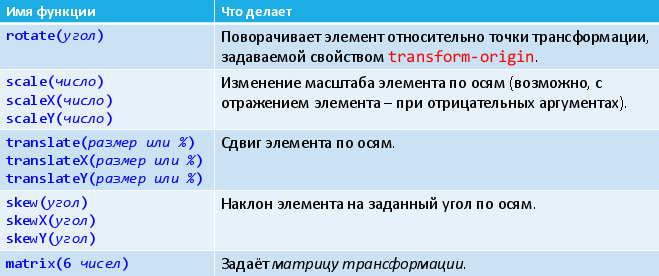 Имя функции
Что делает
rotate(угол)
Поворачивает элемент относительно точки трансформации,
задаваемой свойством transform-origin.
scale(число)
scaleX(число)
scaleY(число)
Изменение масштаба элемента по осям (возможно, с
отражением элемента – при отрицательных аргументах).
translate(размер или %)
translateX(размер или %)
translateY(размер или %)
Сдвиг элемента по осям.
skew(угол)
skewX(угол)
skewY(угол)
Наклон элемента на заданный угол по осям.
matrix(6 чисел)
Задаёт матрицу трансформации.